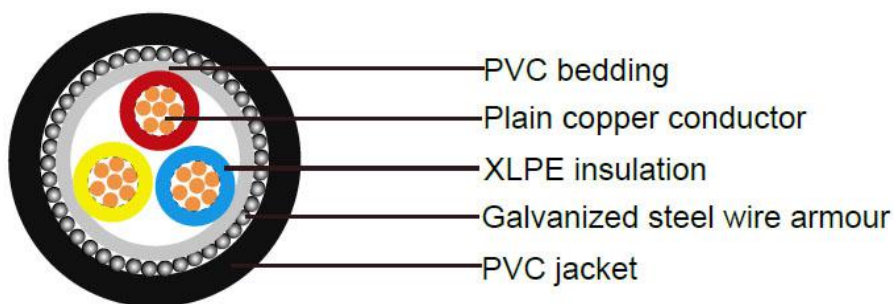 PVC bedding
Plain copper conductor
XLPE insulation
Galvanized steel wire armour
PVC jacket